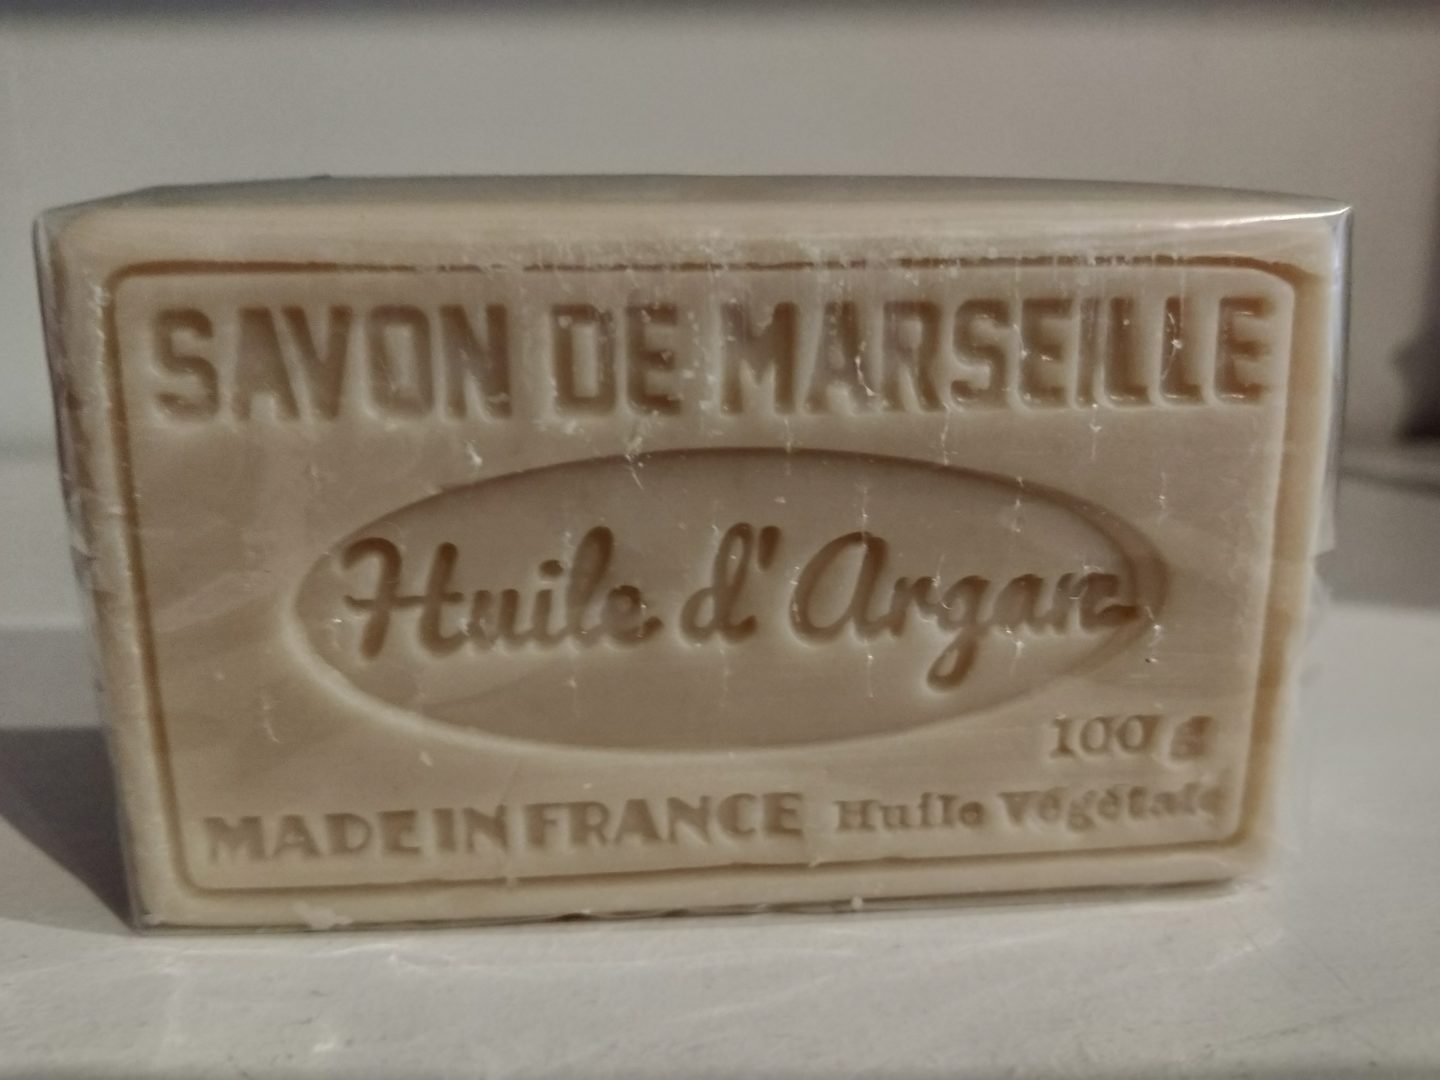 SAVON DE MARSEILLE
Huile d'Argan
100 g
MADE IN FRANCE Huile Végétale